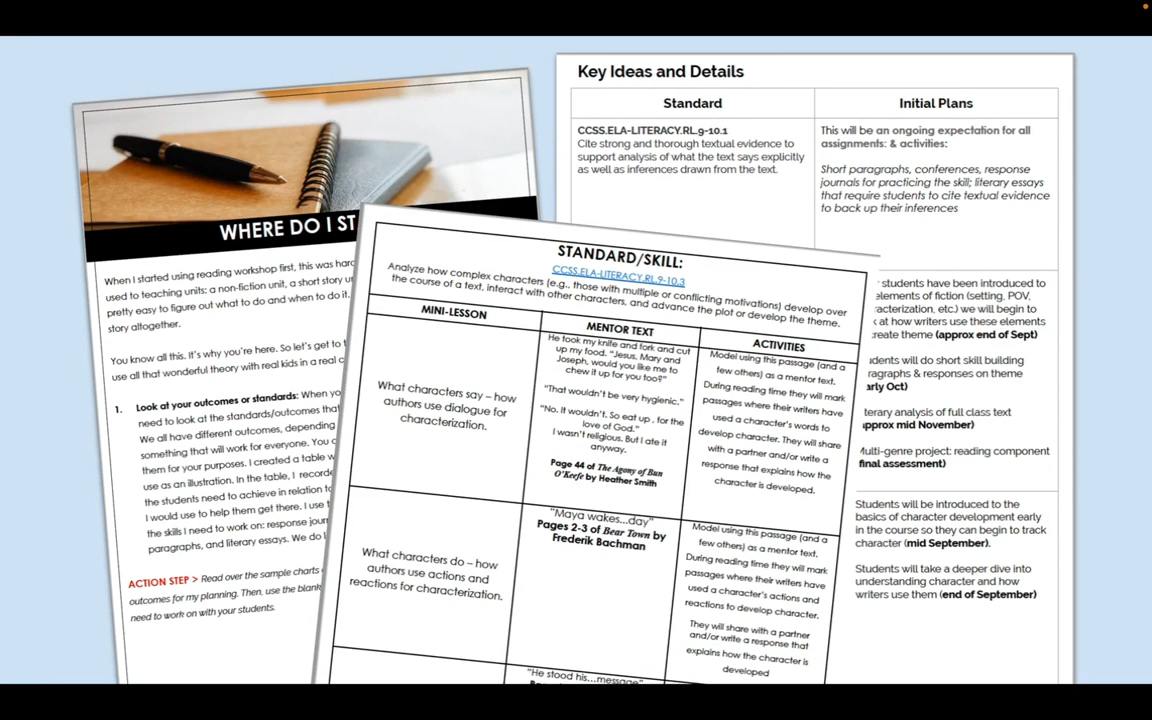 WHERE DO I ST
When I started using reading workshop first, this was hard
used to teaching units: a non-fiction unit, a short story u
pretty easy to figure out what to do and when to do it.
story altogether.
You know all this. It's why you're here. So let's get to t
use all that wonderful theory with real kids in a real c
1. Look at your outcomes or standards: When yo
need to look at the standards/outcomes that
We all have different outcomes, depending
something that will work for everyone. You c
them for your purposes. I created a table w
use as an illustration. In the table, I recorde
the students need to achieve in relation to
I would use to help them get there. I use t
the skills I need to work on: response jour
paragraphs, and literary essays. We do l
ACTION STEP > Read over the sample charts
outcomes for my planning. Then, use the blank
need to work on with your students.
STANDARD/SKILL:
CCSS.ELA-LITERACY.RL.9-10.3
Analyze how complex characters (e.g., those with multiple or conflicting motivations) develop over
the course of a text, interact with other characters, and advance the plot or develop the theme.
MINI-LESSON
MENTOR TEXT
ACTIVITIES
What characters say – how
authors use dialogue for
characterization.
He took my knife and fork and cut
up my food. "Jesus, Mary and
Joseph, would you like me to
chew it up for you too?"
"That wouldn't be very hygienic."
"No. It wouldn't. So eat up . for the
love of God."
I wasn't religious. But I ate it
anyway.
Page 44 of The Agony of Bun
O'Keefe by Heather Smith
Model using this passage (and a
few others) as a mentor text.
During reading time they will mark
passages where their writers have
used a character's words to
develop character. They will share
with a partner and/or write a
response that explains how the
character is developed.
What characters do – how
authors use actions and
reactions for characterization.
"Maya wakes...day"
Pages 2-3 of Bear Town by
Frederik Bachman
Model using this passage (and a
few others) as a mentor text.
During reading time they will mark
passages where their writers have
used a character's actions and
reactions to develop character.
They will share with a partner
and/or write a response that
explains how the character is
developed
"He stood his...message"
Key Ideas and Details
Standard
Initial Plans
CCSS.ELA-LITERACY.RL.9-10.1
Cite strong and thorough textual evidence to
support analysis of what the text says explicitly
as well as inferences drawn from the text.
This will be an ongoing expectation for all
assignments: & activities:
Short paragraphs, conferences, response
journals for practicing the skill; literary essays
that require students to cite textual evidence
to back up their inferences
students have been introduced to
elements of fiction (setting, POV,
racterization, etc.) we will begin to
k at how writers use these elements
create theme (approx end of Sept)
udents will do short skill building
ragraphs & responses on theme
arly Oct)
terary analysis of full class text
approx mid November)
Multi-genre project: reading component
final assessment)
Students will be introduced to the
basics of character development early
in the course so they can begin to track
character (mid September).
Students will take a deeper dive into
understanding character and how
writers use them (end of September)